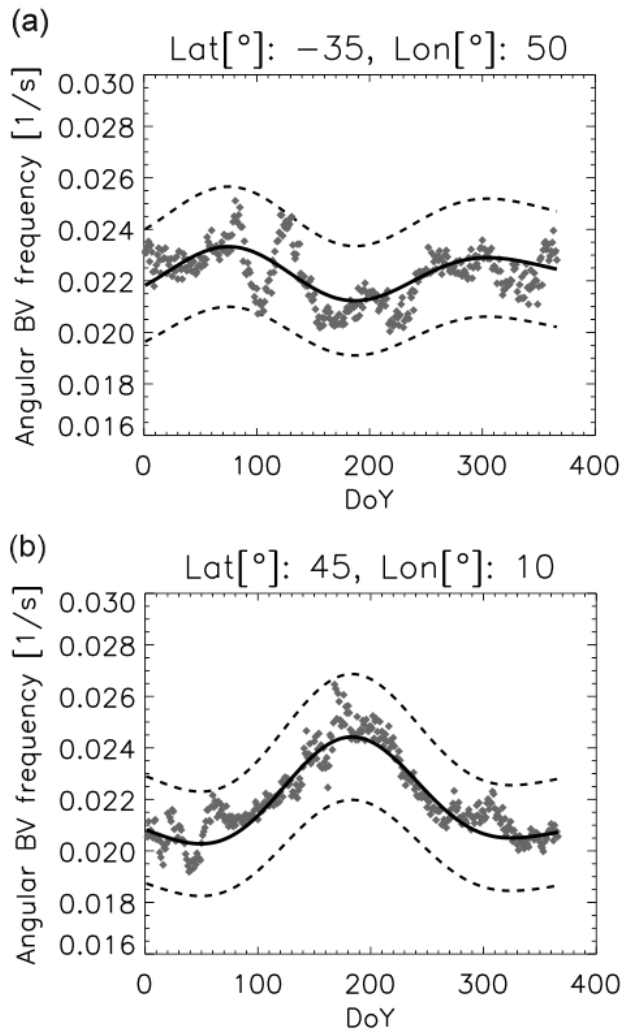 (a)
Lat[°]: −35, Lon[°]: 50
Angular BV frequency [1/s]
0.030
0.028
0.026
0.024
0.022
0.020
0.018
0.016
0 100 200 300 400
DoY
(b)
Lat[°]: 45, Lon[°]: 10
Angular BV frequency [1/s]
0.030
0.028
0.026
0.024
0.022
0.020
0.018
0.016
0 100 200 300 400
DoY